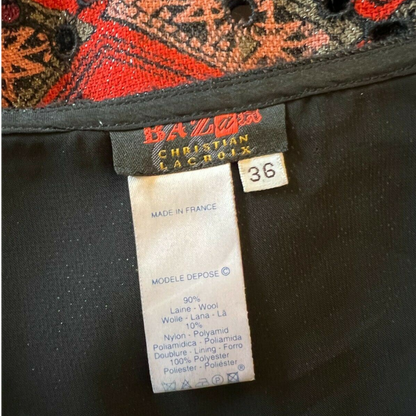 BAZAR
CHRISTIAN
LACROIX
36
MADE IN FRANCE
MODELE DEPOSE ©
90%
Laine - Wool
Wolle - Lana - Lã
10%
Nylon - Polyamid
Poliamidica - Poliamida
Doublure - Lining - Forro
100% Polyester
Poliester - Poliéster